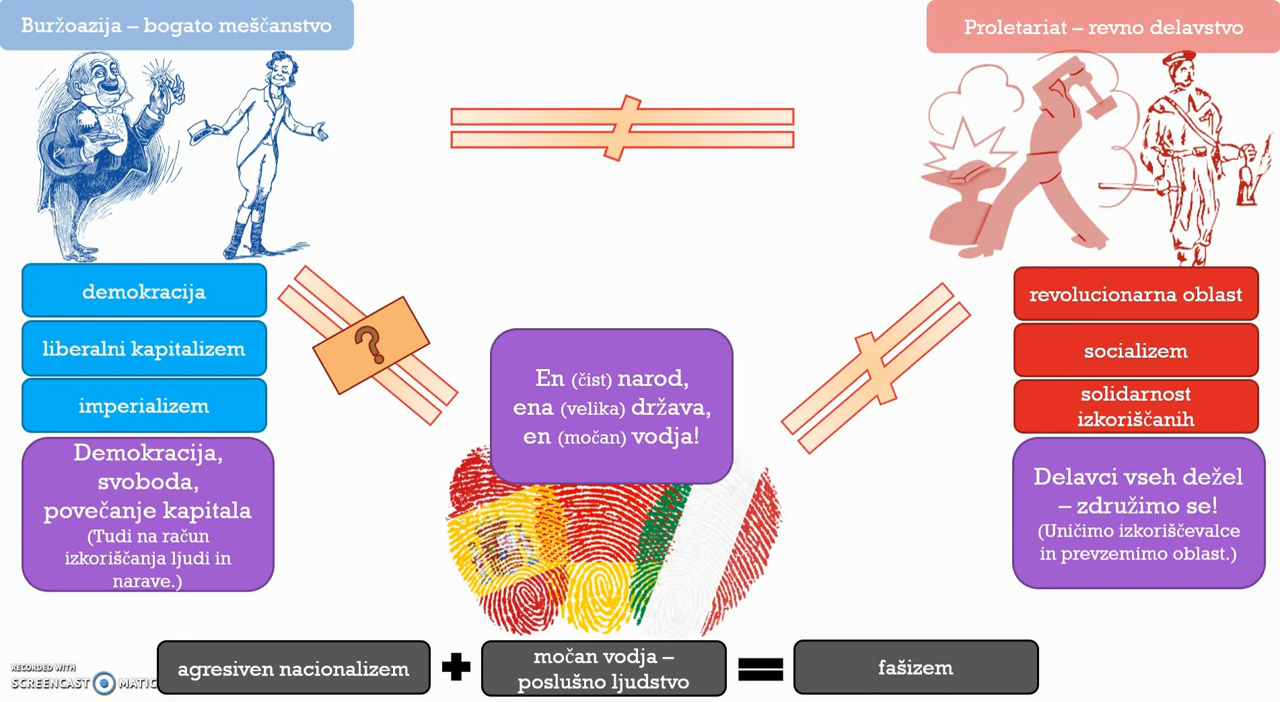 Buržoazija – bogato meščanstvo
Proletariat – revno delavstvo
demokracija
liberalni kapitalizem
imperializem
Demokracija,
svoboda,
povečanje kapitala
(Tudi na račun
izkoriščanja ljudi in
narave.)
?
En (čist) narod,
ena (velika) država,
en (močan) vodja!
revolucionarna oblast
socializem
solidarnost
izkoriščanih
Delavci vseh dežel
– združimo se!
(Uničimo izkoriščevalce
in prevzemimo oblast.)
agresiven nacionalizem
močan vodja –
poslušno ljudstvo
fašizem
RECORDED WITH
SCREENCAST MATIC